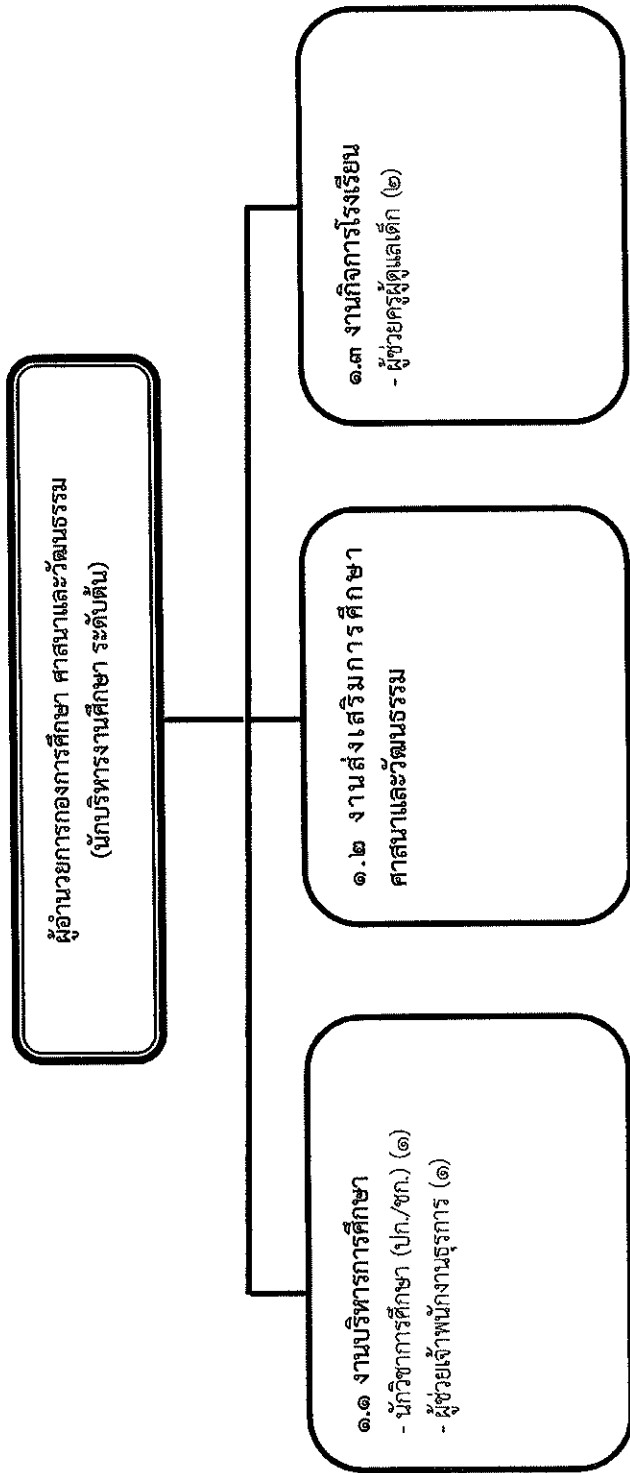 ผู้อำนวยการกองการศึกษา ศาสนาและวัฒนธรรม
(นักบริหารงานศึกษา ระดับต้น)
๑.๑ งานบริหารการศึกษา
- นักวิชาการศึกษา (ปก./ชก.) (๑)
- ผู้ช่วยเจ้าพนักงานธุรการ (๑)
๑.๒ งานส่งเสริมการศึกษา
ศาสนาและวัฒนธรรม
๑.๓ งานกิจการโรงเรียน
- ผู้ช่วยครูผู้ดูแลเด็ก (๒)